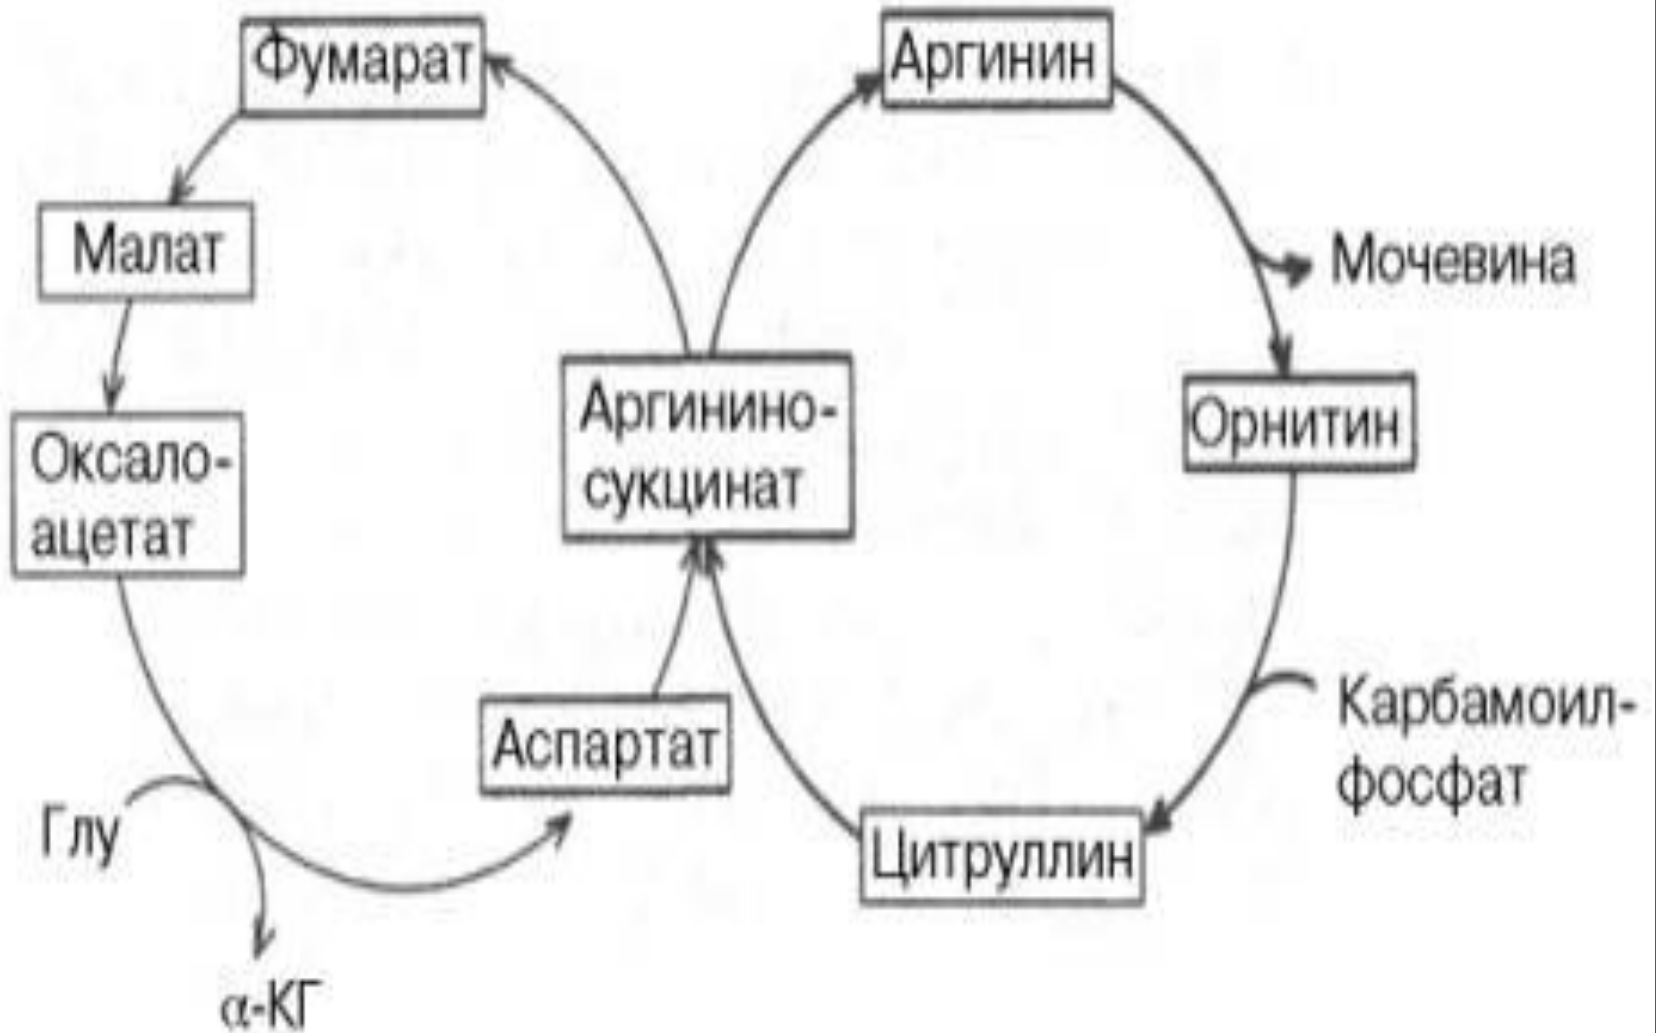 Фумарат
Аргинин
Малат
Мочевина
Аргинино-
сукцинат
Орнитин
Оксало-
ацетат
Аспартат
Карбамоил-
фосфат
Глу
Цитруллин
α-КГ